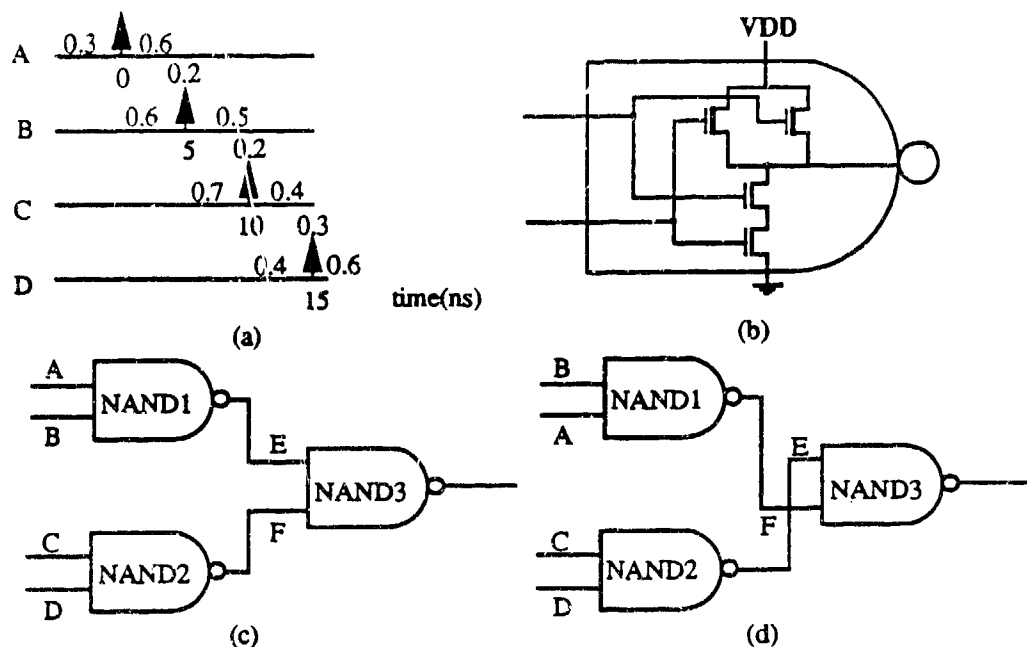 A 0.3 0.6
0 0.2
B 0.6 0.5
5 0.2
C 0.7 0.4
10 0.3
D 0.4 0.6
15 time(ns)
(a)
VDD
(b)
A
B
NAND1
E
F
NAND3
C
D
NAND2
(c)
B
A
NAND1
E
F
NAND3
C
D
NAND2
(d)